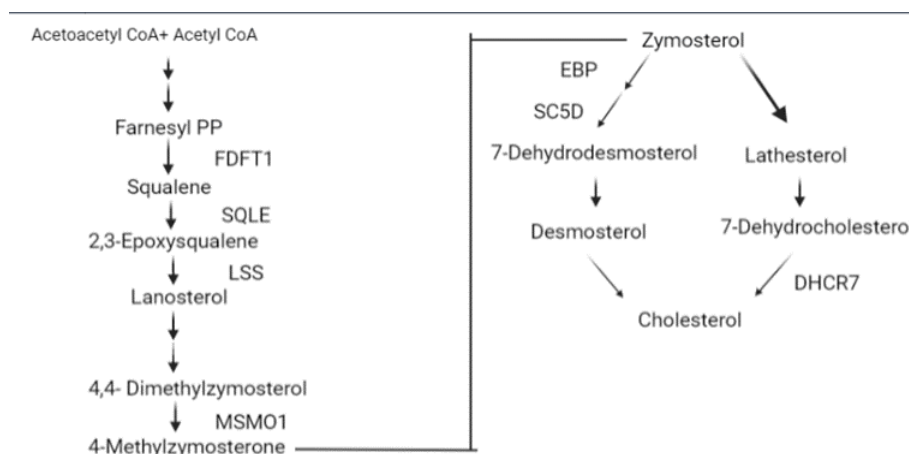 Acetoacetyl CoA+ Acetyl CoA
Farnesyl PP
FDFT1
Squalene
SQLE
2,3-Epoxysqualene
LSS
Lanosterol
4,4- Dimethylzymosterol
MSMO1
4-Methylzymosterone
Zymosterol
EBP
SC5D
7-Dehydrodesmosterol
Lathesterol
Desmosterol
7-Dehydrocholestero
DHCR7
Cholesterol